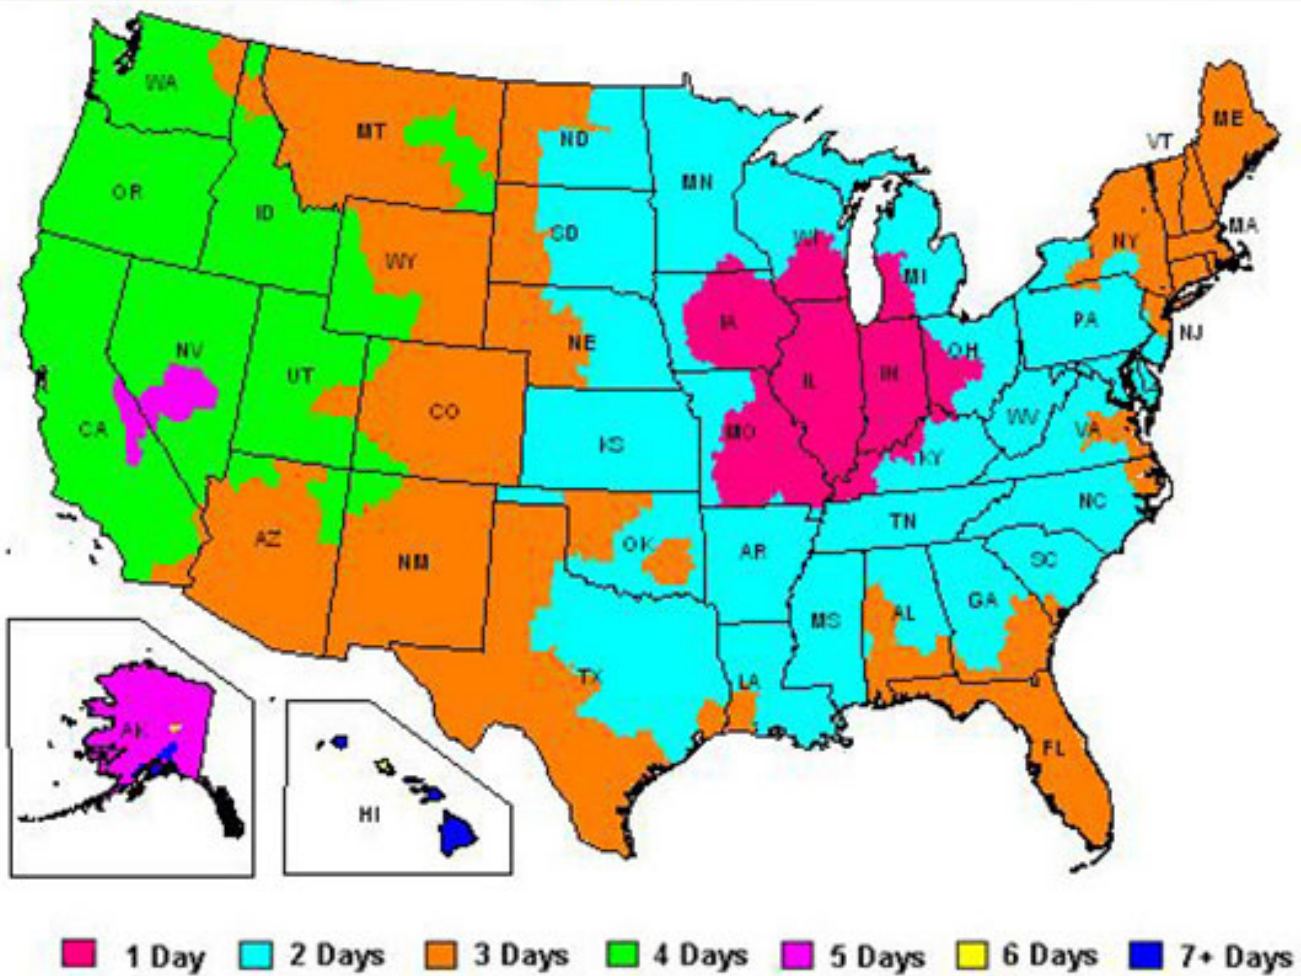 WA
MT
ND
MN
VT
ME
OR
ID
SD
WI
MI
NY
MA
WY
NV
UT
NE
IA
IL
IN
OH
PA
NJ
CA
CO
KS
MO
KY
WV
VA
AZ
NM
OK
AR
TN
NC
SC
TX
LA
MS
AL
GA
FL
AK
HI
1 Day 2 Days 3 Days 4 Days 5 Days 6 Days 7+ Days